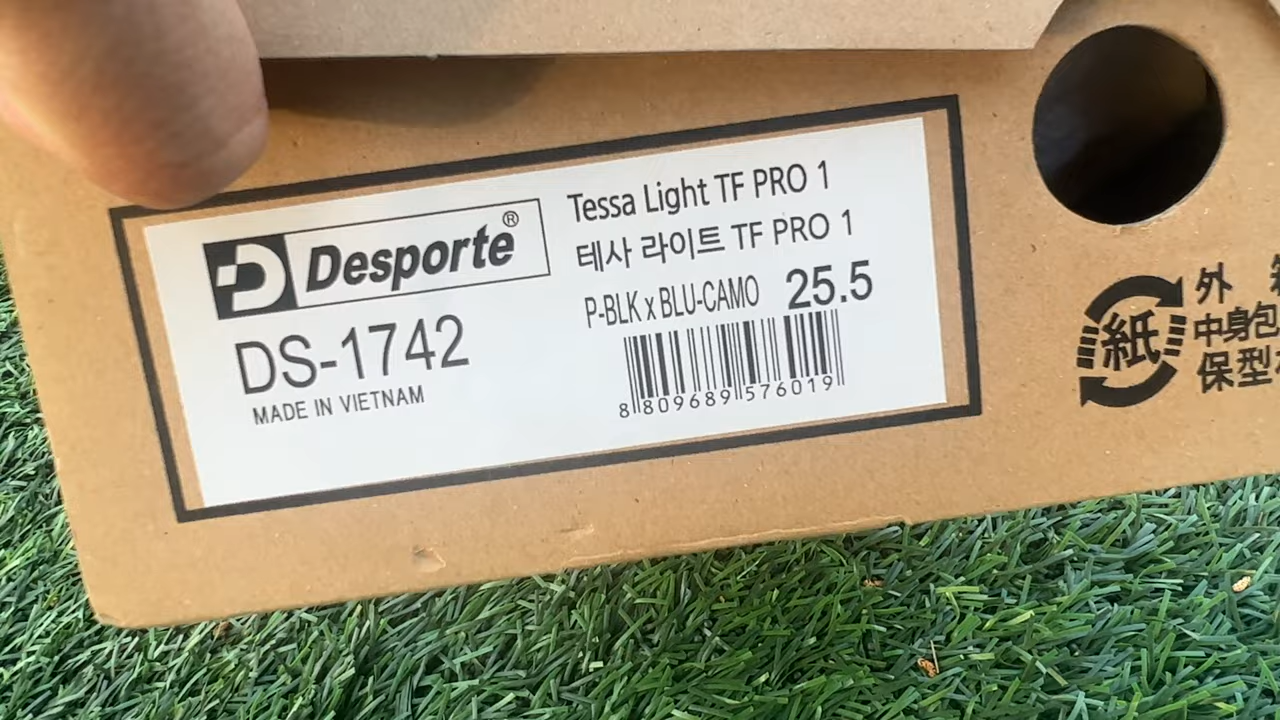 Desporte®
DS-1742
MADE IN VIETNAM
Tessa Light TF PRO 1
테사 라이트 TF PRO 1
P-BLK x BLU-CAMO 25.5
8 809689 576019
紙
外
中身包
保型